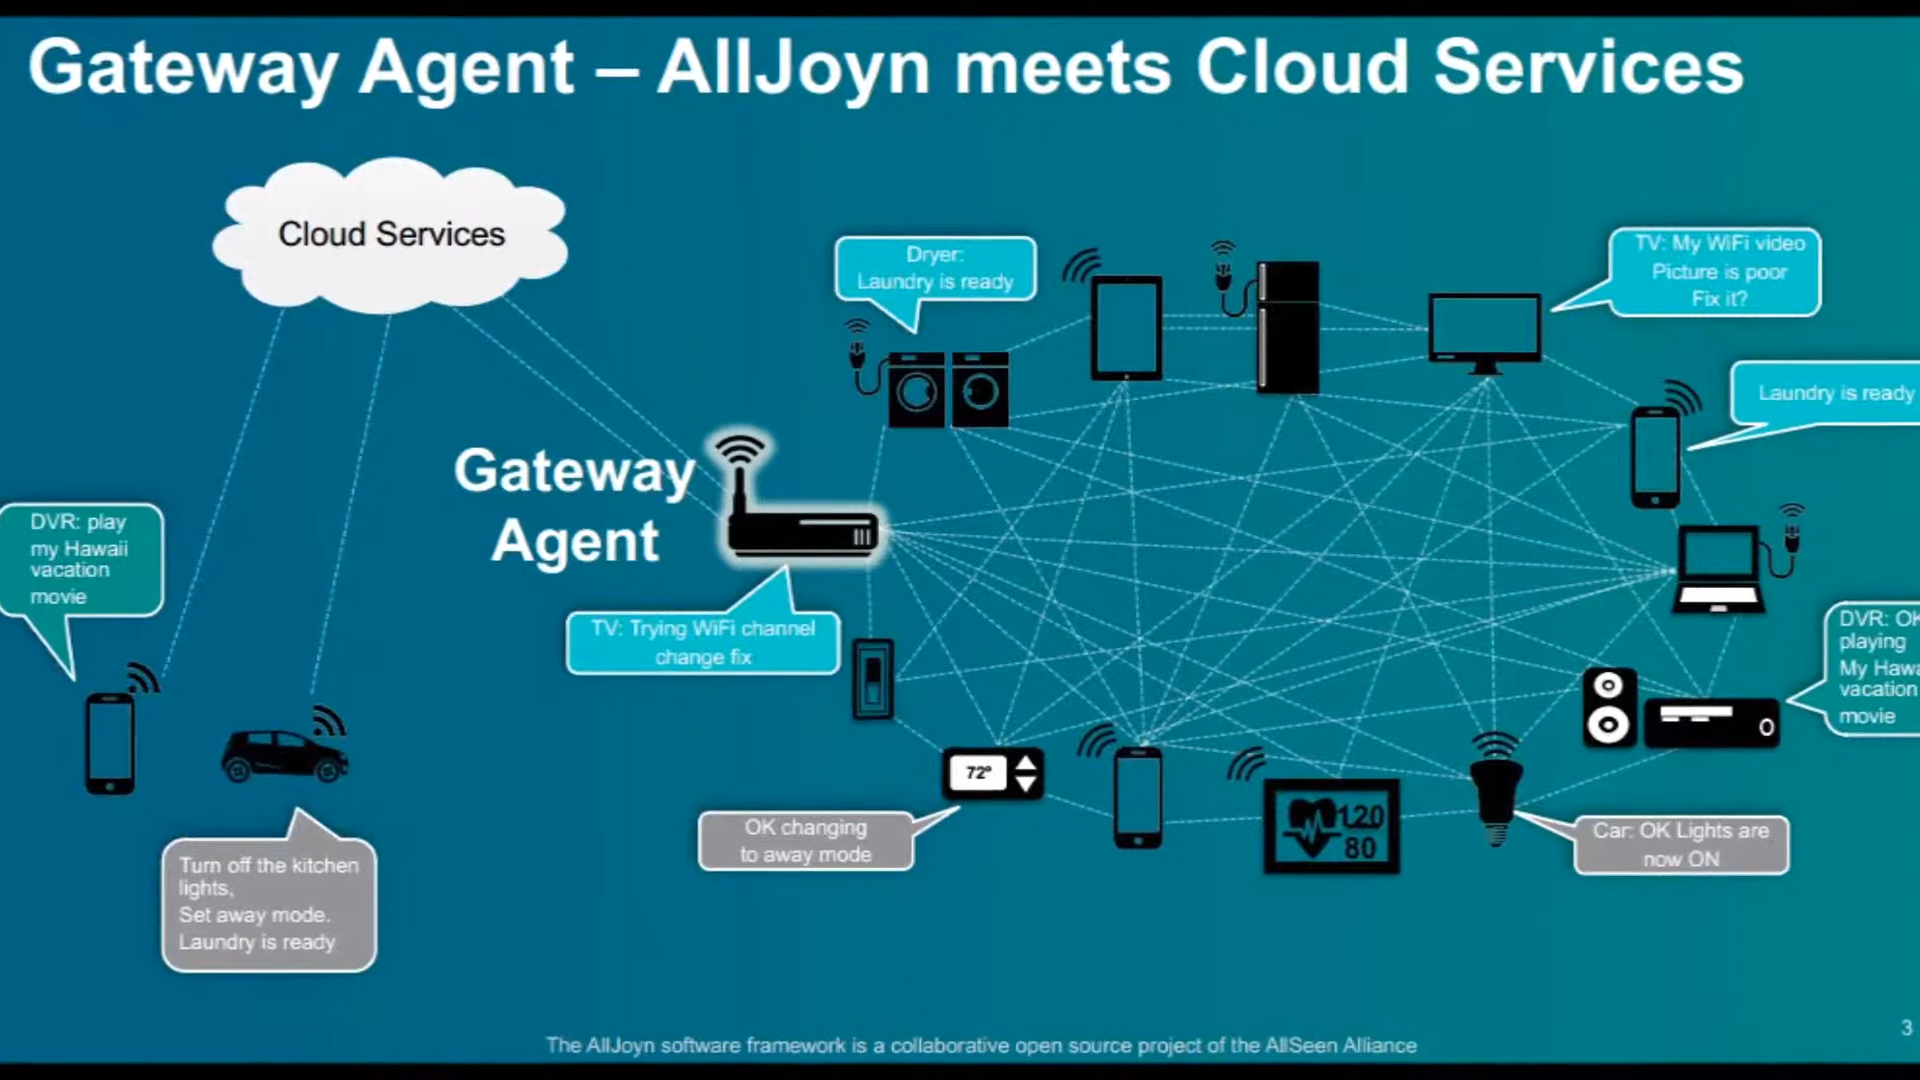 Gateway Agent – AllJoyn meets Cloud Services
Cloud Services
Dryer:
Laundry is ready
TV: My WiFi video
Picture is poor
Fix it?
Laundry is ready
Gateway
Agent
DVR: play
my Hawaii
vacation
movie
TV: Trying WiFi channel
change fix
DVR: OK
playing
My Hawa
vacation
movie
72°
OK changing
to away mode
120
80
Car: OK Lights are
now ON
Turn off the kitchen
lights,
Set away mode.
Laundry is ready
3
The AllJoyn software framework is a collaborative open source project of the AllSeen Alliance